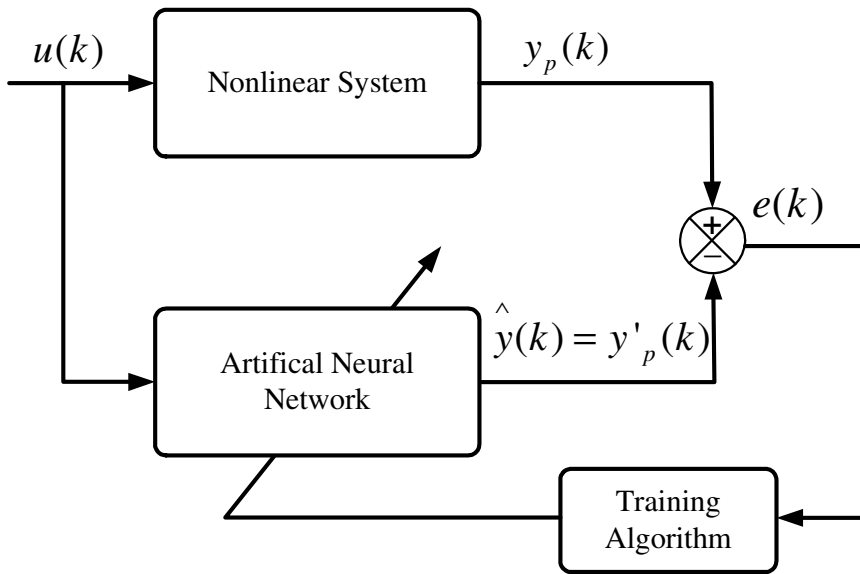 u(k)
Nonlinear System
y_p(k)
+
−
e(k)
ŷ(k) = y'_p(k)
Artifical Neural
Network
Training
Algorithm